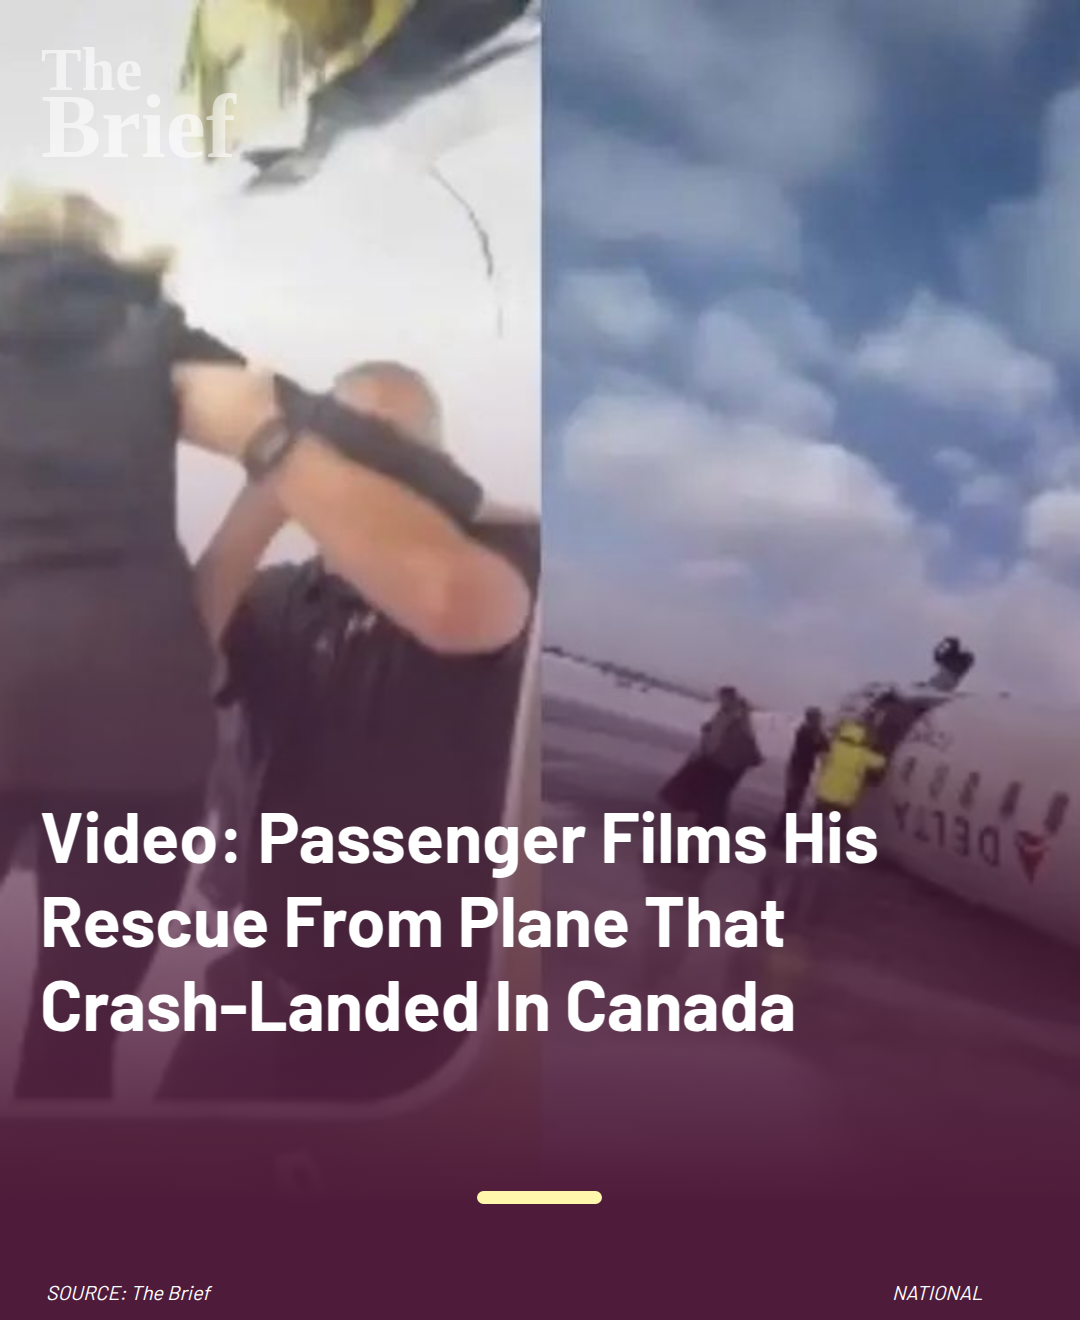 The
Brief
DELTA
Video: Passenger Films His
Rescue From Plane That
Crash-Landed In Canada
SOURCE: The Brief
NATIONAL